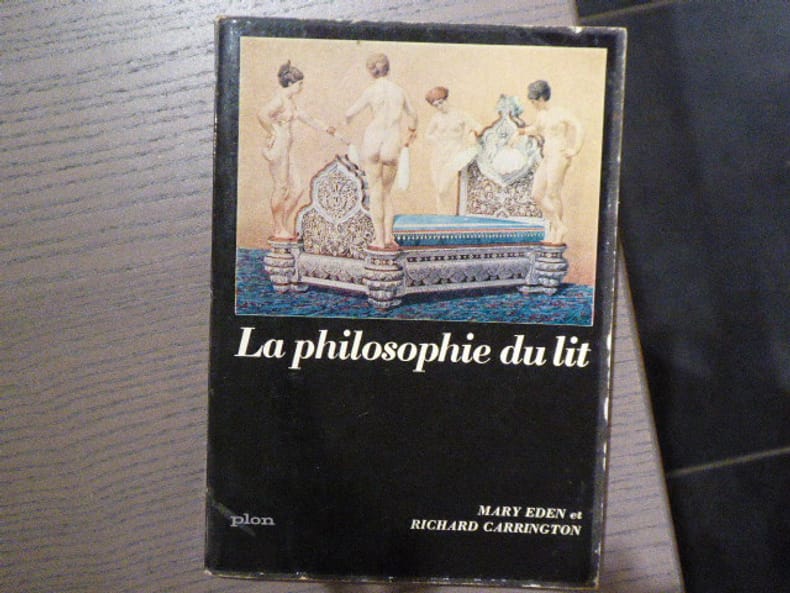 La philosophie du lit
MARY EDEN et
RICHARD CARRINGTON
plon